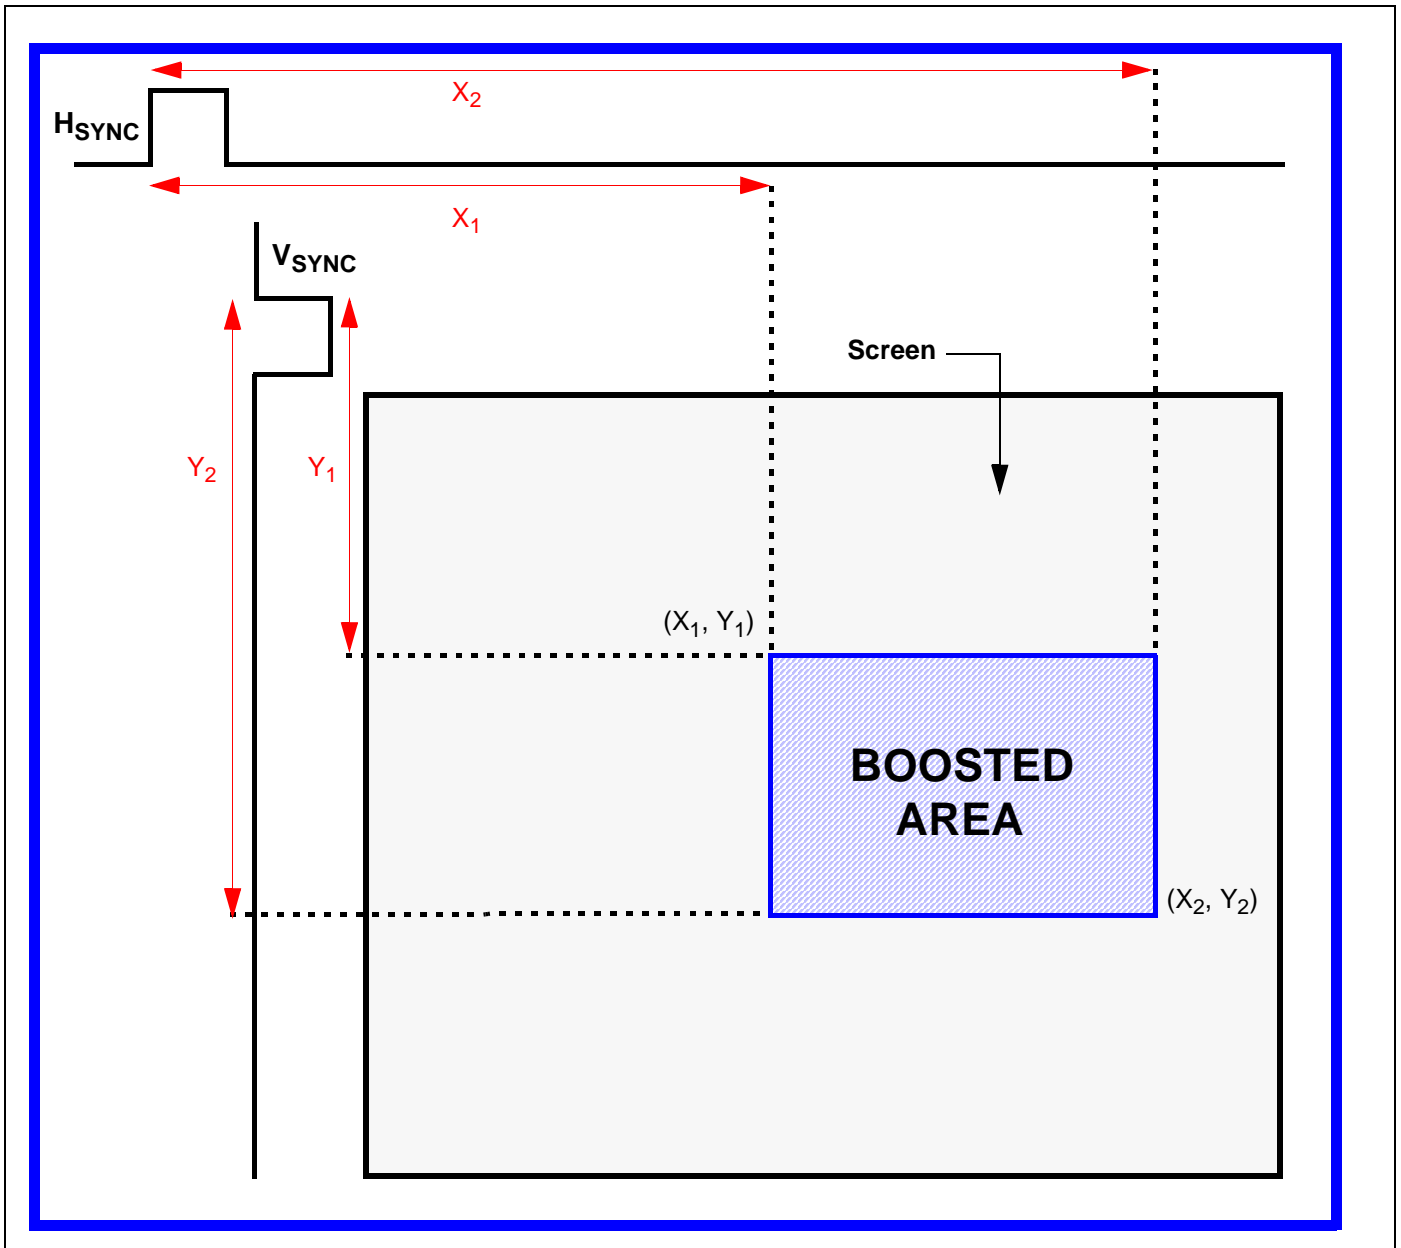 X2
HSYNC
X1
VSYNC
Screen
Y2
Y1
(X1, Y1)
BOOSTED
AREA
(X2, Y2)